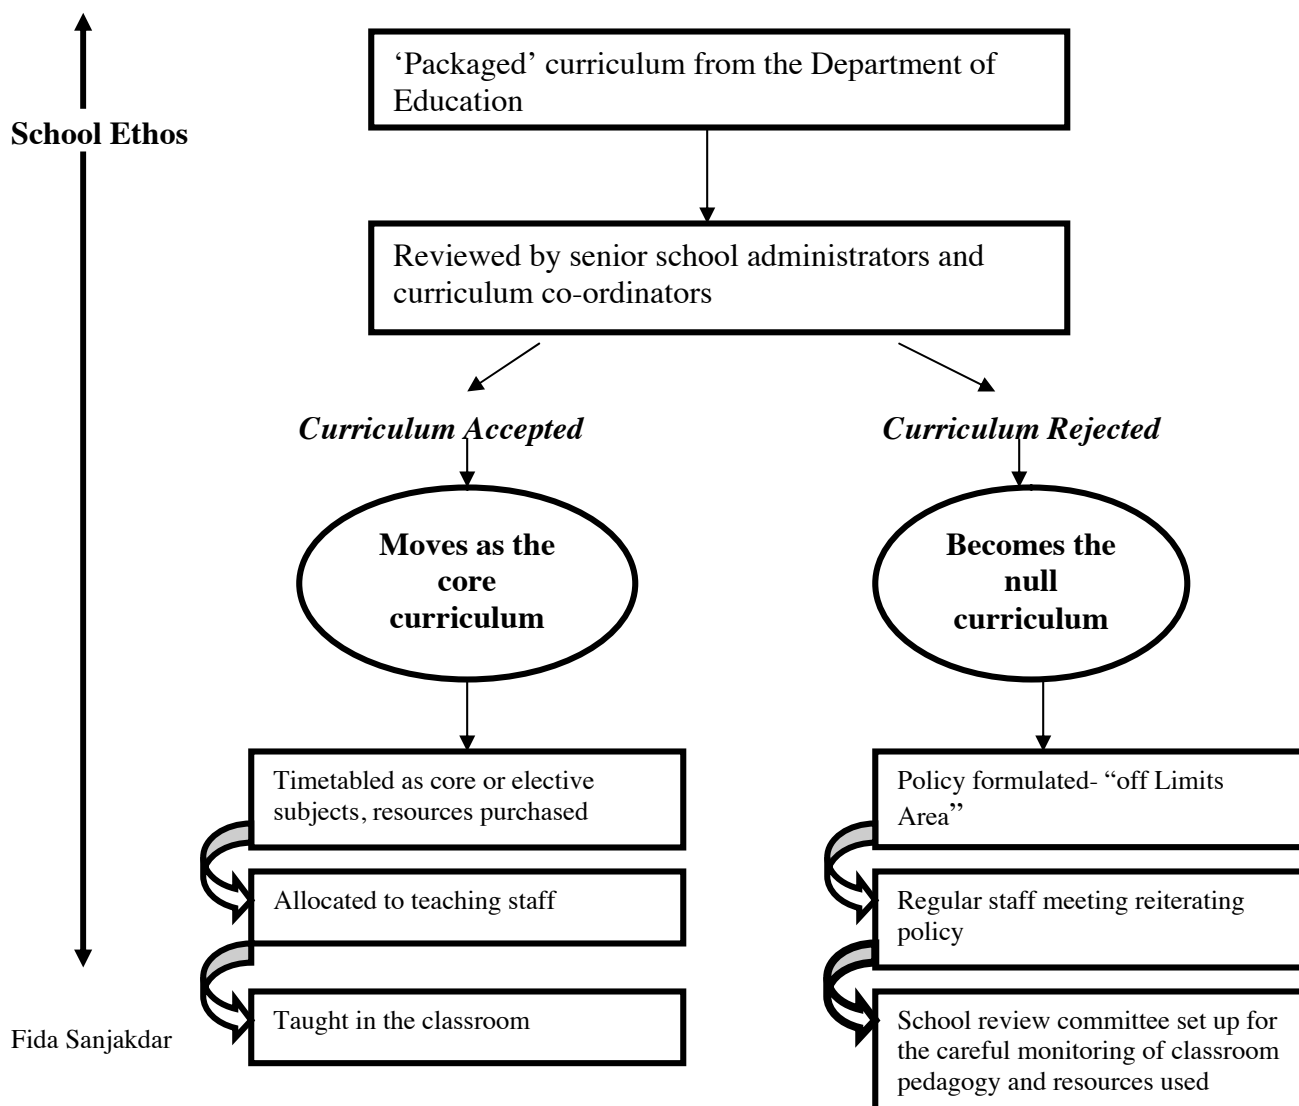 ‘Packaged’ curriculum from the Department of
Education
School Ethos
Reviewed by senior school administrators and
curriculum co-ordinators
Curriculum Accepted
Curriculum Rejected
Moves as the
core
curriculum
Becomes the
null
curriculum
Timetabled as core or elective
subjects, resources purchased
Policy formulated- “off Limits
Area”
Allocated to teaching staff
Regular staff meeting reiterating
policy
Taught in the classroom
School review committee set up for
the careful monitoring of classroom
pedagogy and resources used
Fida Sanjakdar